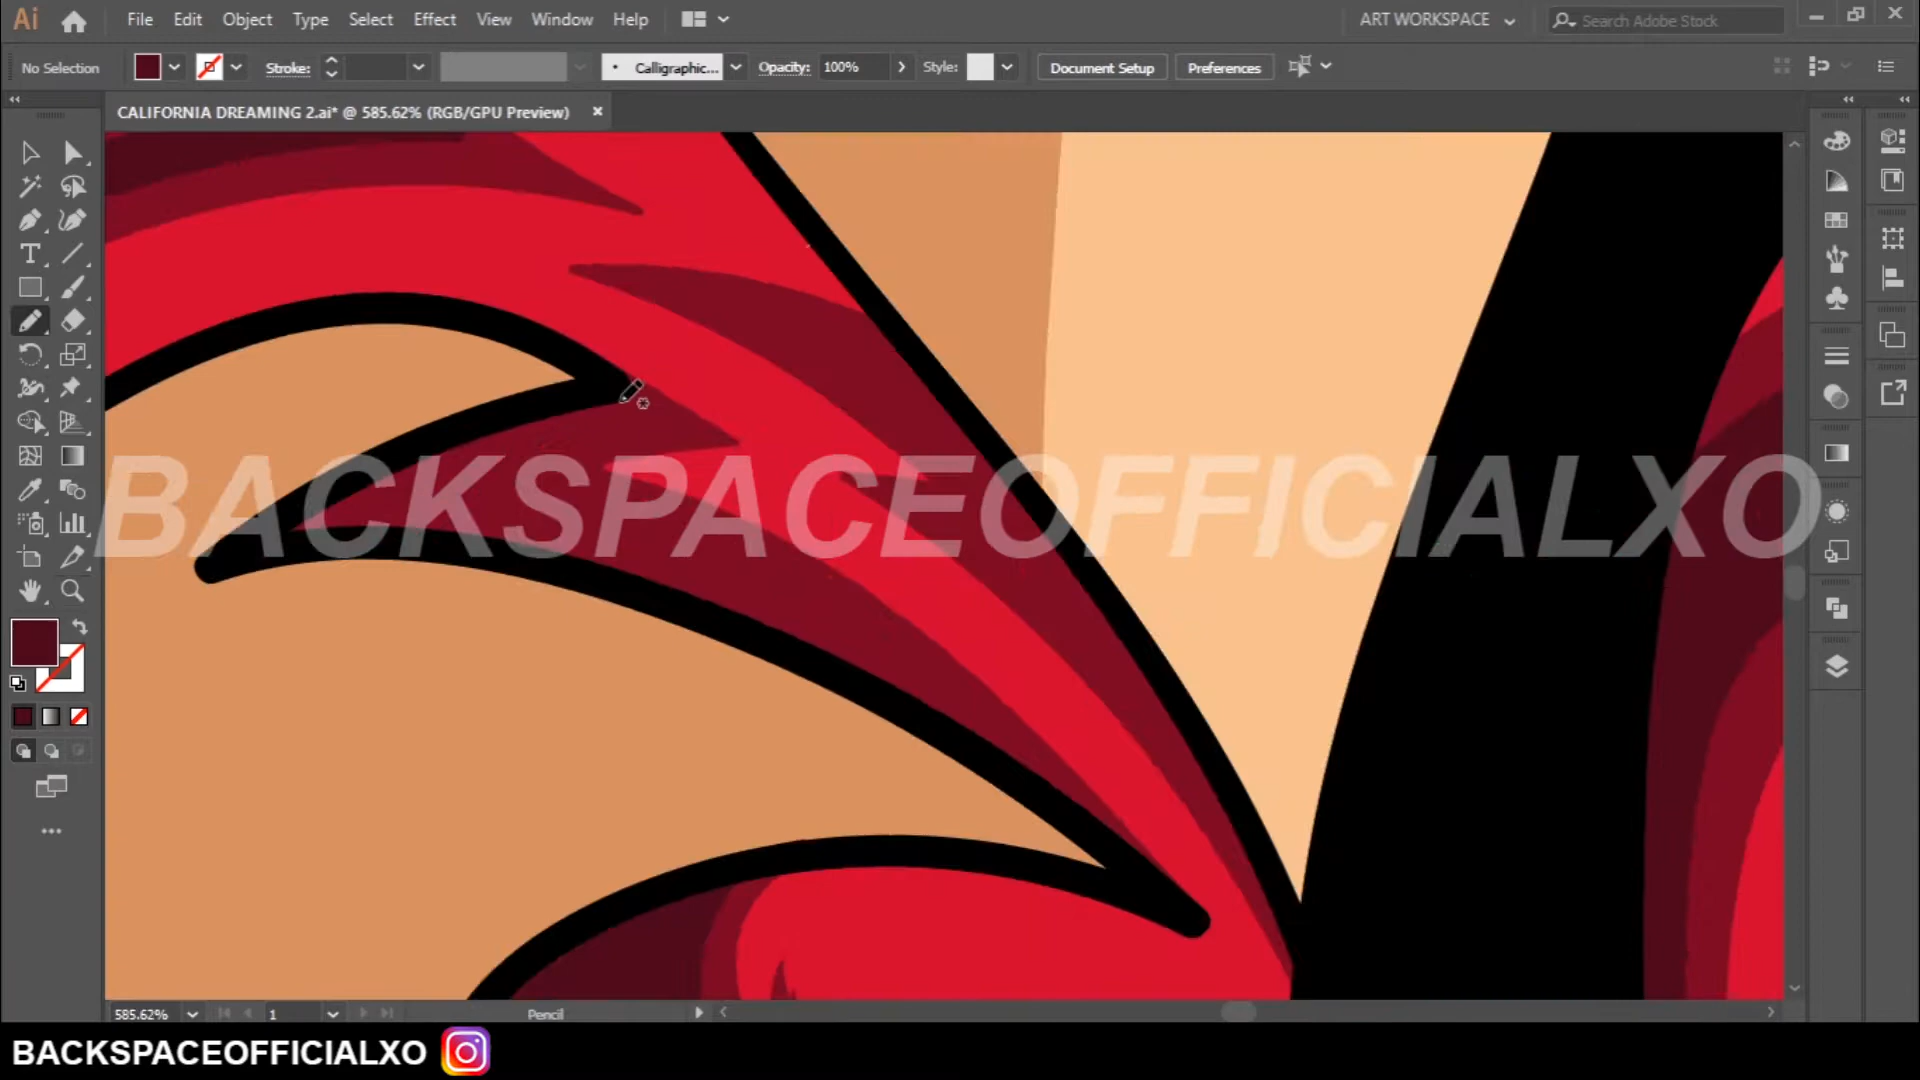 Ai File Edit Object Type Select Effect View Window Help ART WORKSPACE Search Adobe Stock
No Selection Stroke: Calligraphic... Opacity: 100% Style: Document Setup Preferences
CALIFORNIA DREAMING 2.ai* @ 585.62% (RGB/GPU Preview)
BACKSPACEOFFICIALXO
585.62% 1 Pencil
BACKSPACEOFFICIALXO